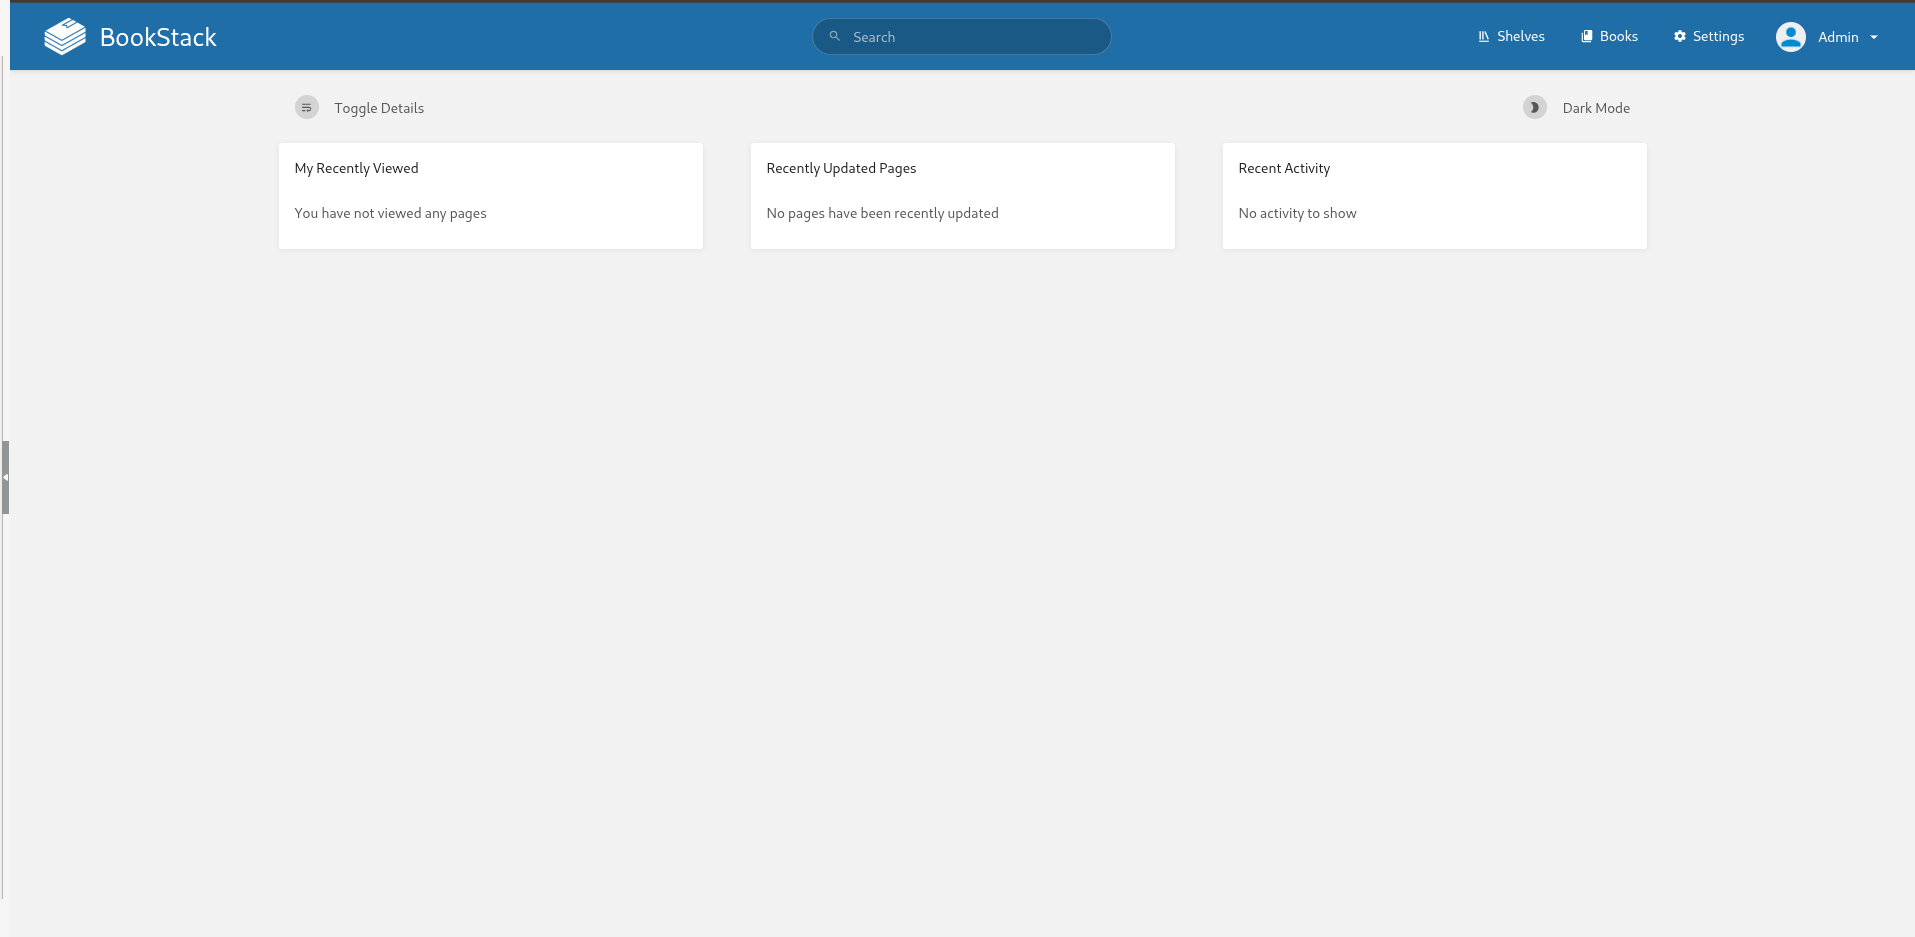 BookStack
Search
Shelves
Books
Settings
Admin
Toggle Details
Dark Mode
My Recently Viewed
You have not viewed any pages
Recently Updated Pages
No pages have been recently updated
Recent Activity
No activity to show